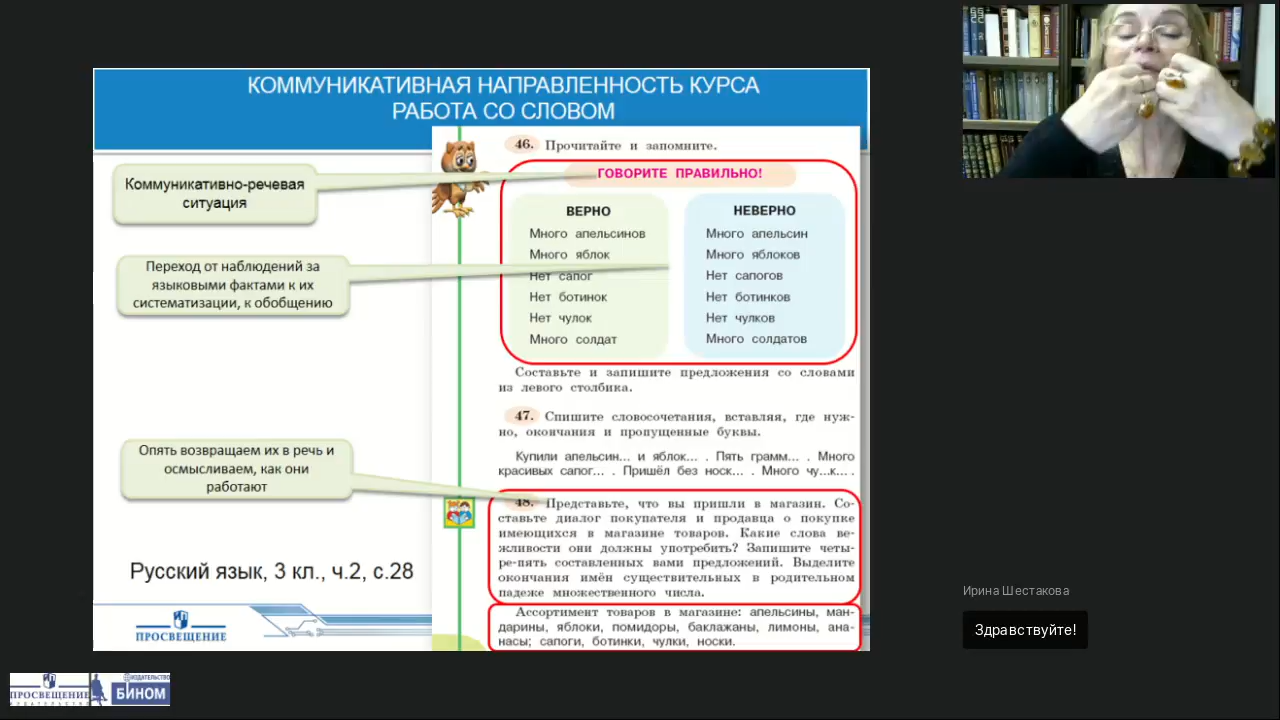 КОММУНИКАТИВНАЯ НАПРАВЛЕННОСТЬ КУРСА
РАБОТА СО СЛОВОМ
Коммуникативно-речевая
ситуация
Переход от наблюдений за
языковыми фактами к их
систематизации, к обобщению
Опять возвращаем их в речь и
осмысливаем, как они
работают
Русский язык, 3 кл., ч.2, с.28
ПРОСВЕЩЕНИЕ
46. Прочитайте и запомните.
ГОВОРИТЕ ПРАВИЛЬНО!
ВЕРНО
Много апельсинов
Много яблок
Нет сапог
Нет ботинок
Нет чулок
Много солдат
НЕВЕРНО
Много апельсин
Много яблоков
Нет сапогов
Нет ботинков
Нет чулков
Много солдатов
Составьте и запишите предложения со словами
из левого столбика.
47. Спишите словосочетания, вставляя, где нуж-
но, окончания и пропущенные буквы.
Купили апельсин... и яблок... . Пять грамм... . Много
красивых сапог... . Пришёл без носк... . Много чу...к... .
48. Представьте, что вы пришли в магазин. Со-
ставьте диалог покупателя и продавца о покупке
имеющихся в магазине товаров. Какие слова ве-
жливости они должны употребить? Запишите четы-
ре-пять составленных вами предложений. Выделите
окончания имён существительных в родительном
падеже множественного числа.
Ассортимент товаров в магазине: апельсины, ман-
дарины, яблоки, помидоры, баклажаны, лимоны, ана-
насы; сапоги, ботинки, чулки, носки.
Ирина Шестакова
Здравствуйте!
ПРОСВЕЩЕНИЕ
ИЗДАТЕЛЬСТВО
ИЗДАТЕЛЬСТВО
БИНОМ